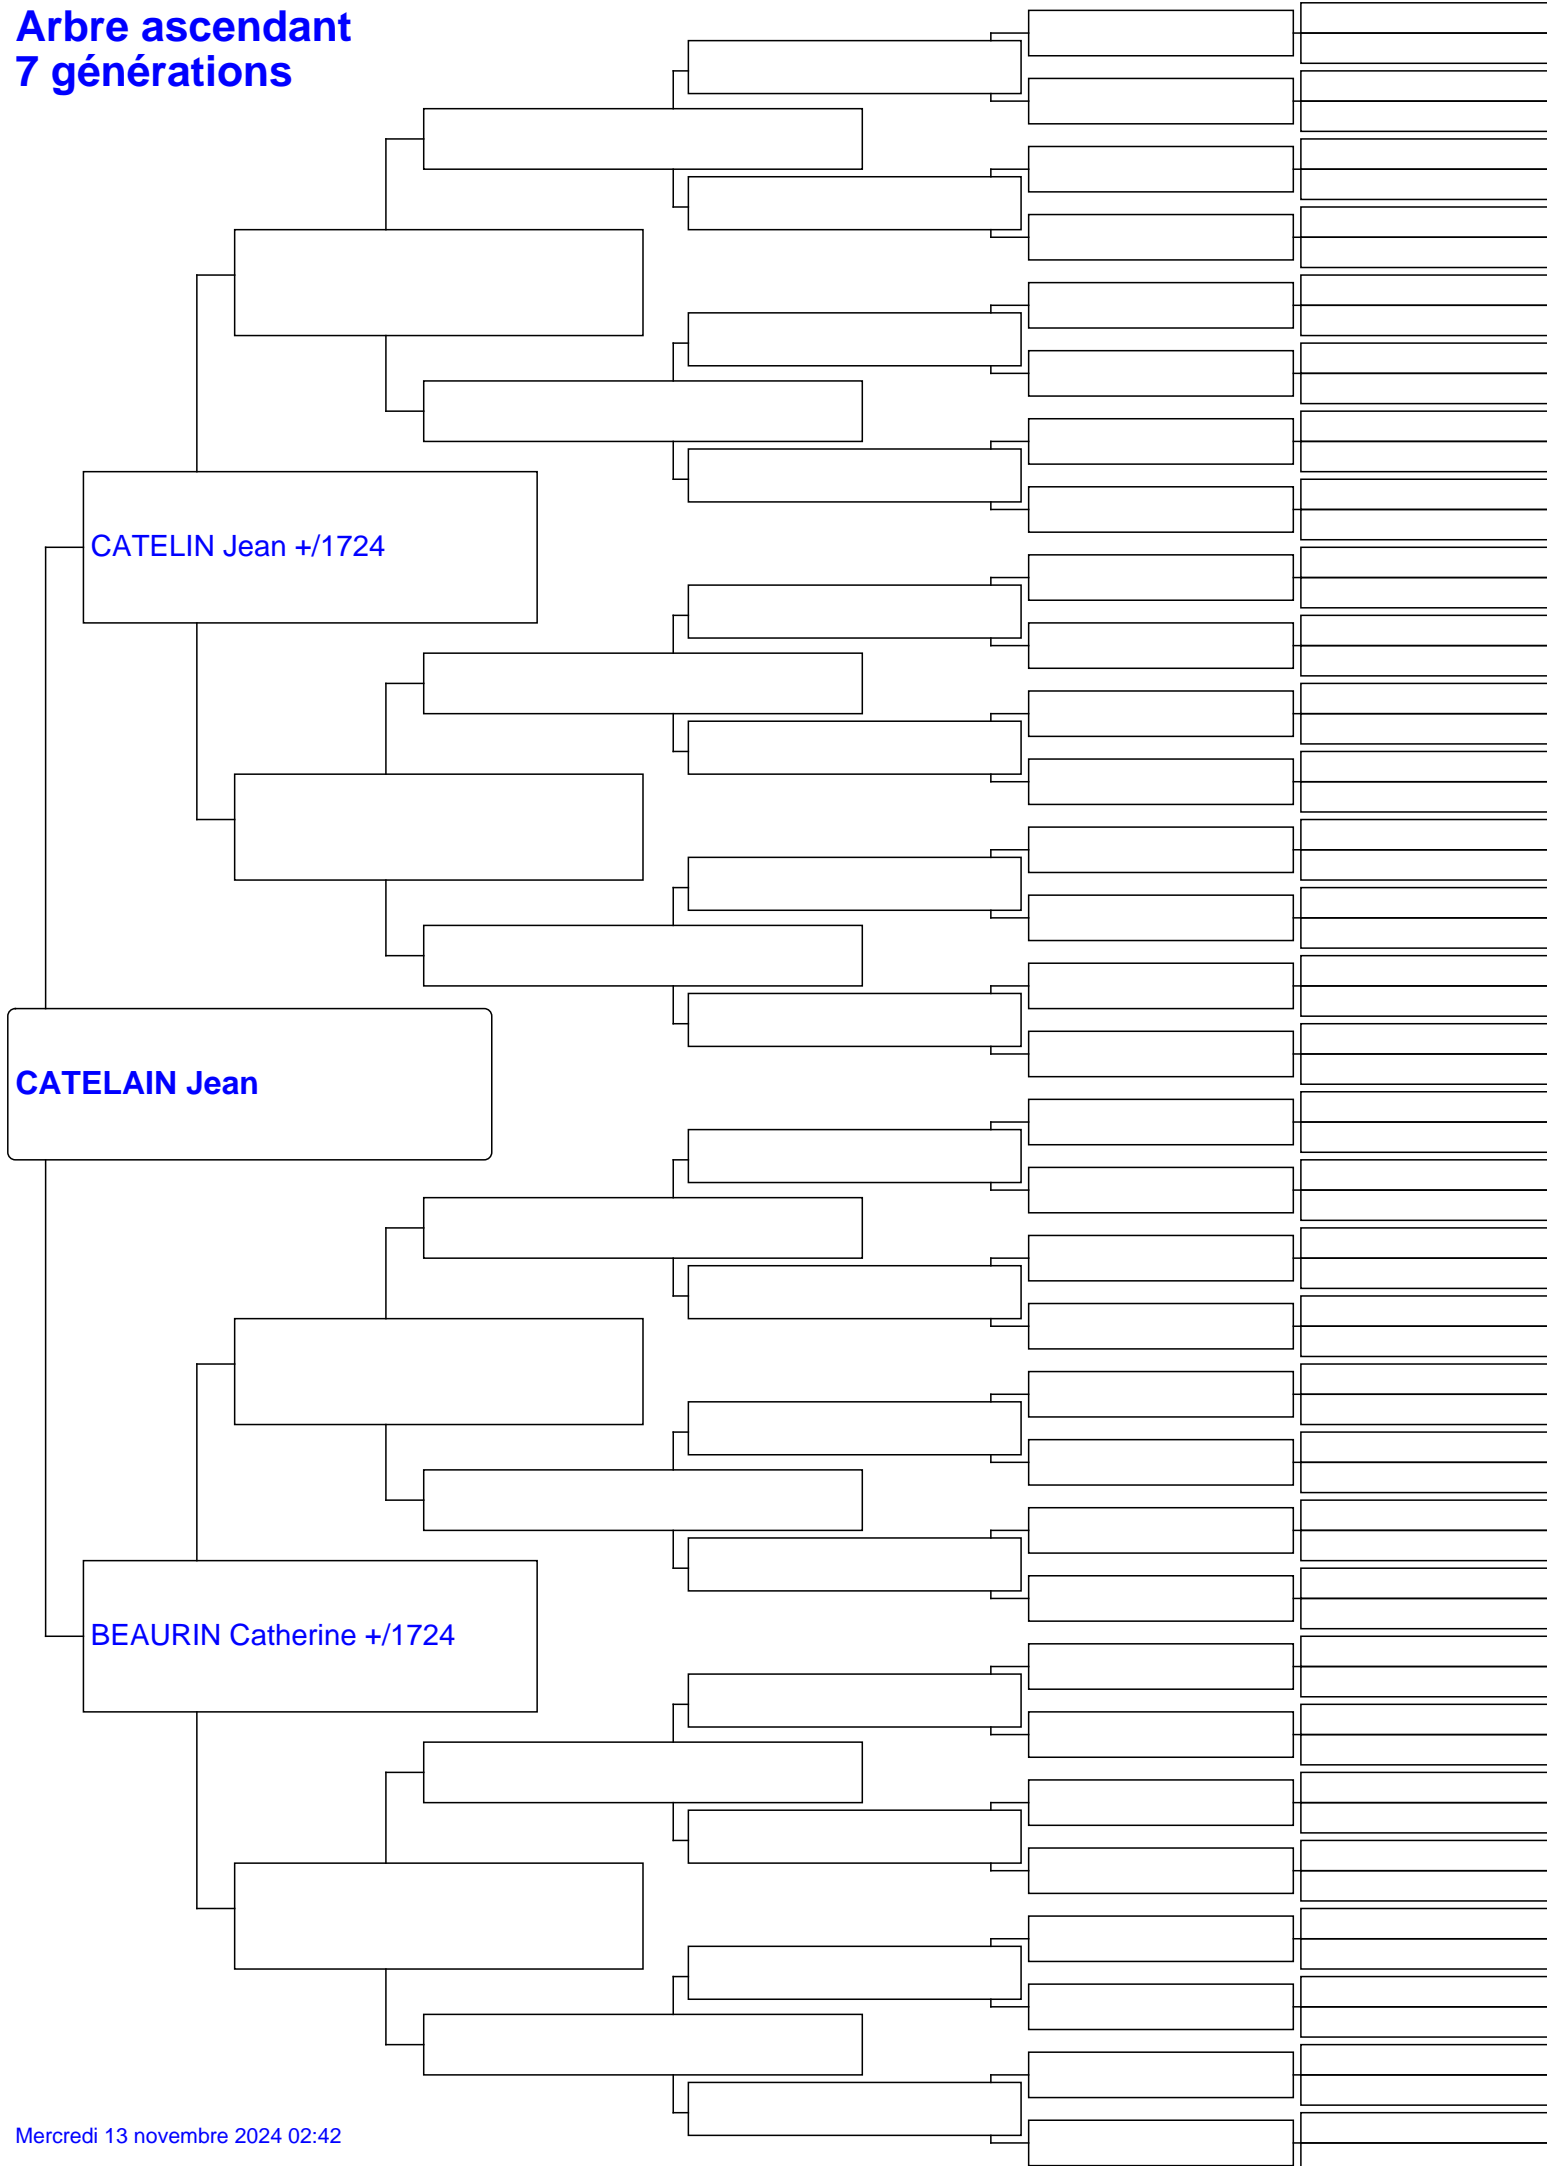 Arbre ascendant
7 générations
CATELIN Jean +/1724
CATELAIN Jean
BEAURIN Catherine +/1724
Mercredi 13 novembre 2024 02:42